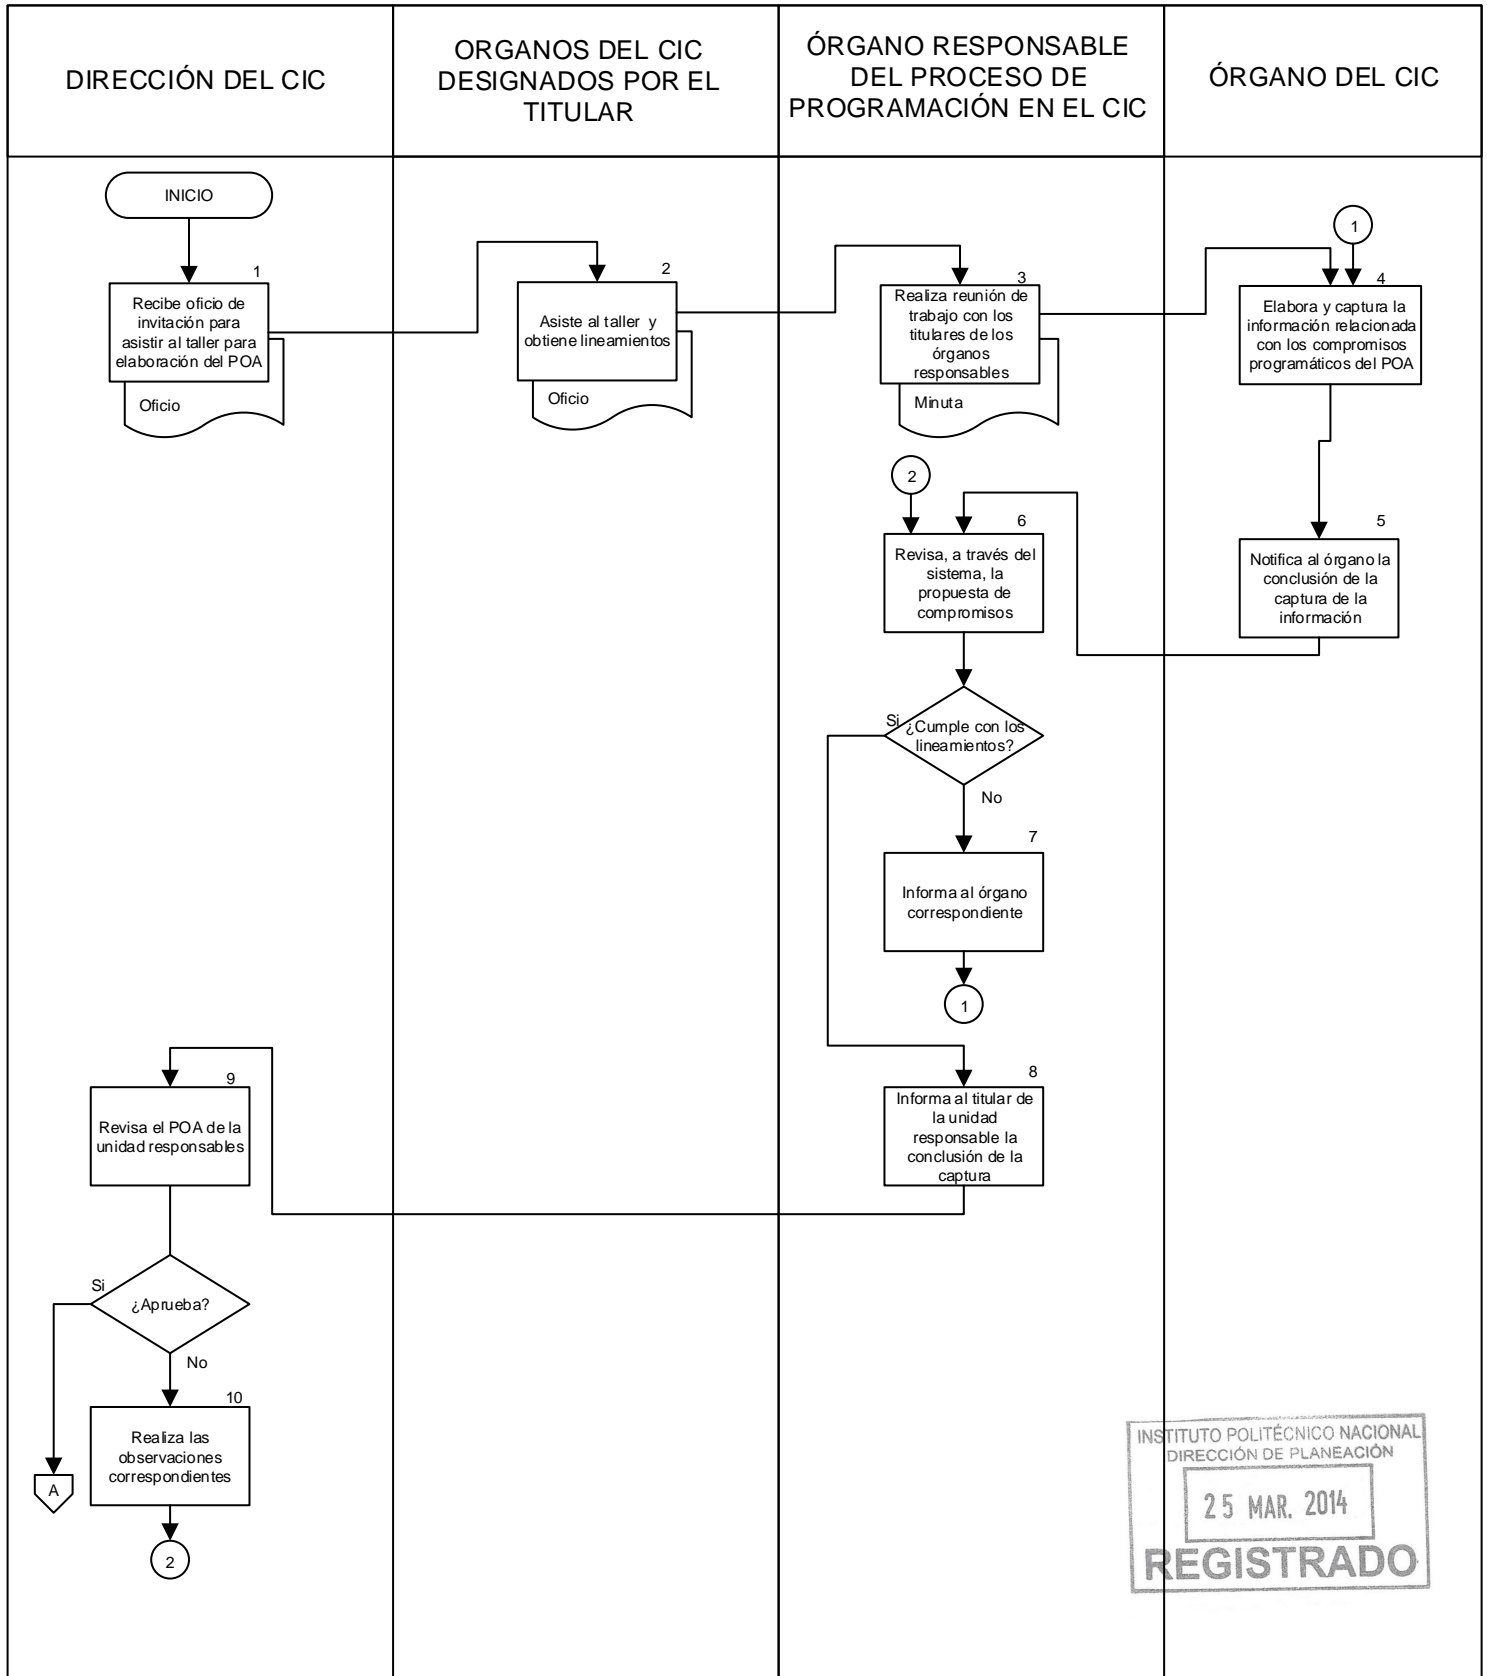 DIRECCIÓN DEL CIC
ORGANOS DEL CIC
DESIGNADOS POR EL
TITULAR
ÓRGANO RESPONSABLE
DEL PROCESO DE
PROGRAMACIÓN EN EL CIC
ÓRGANO DEL CIC
INICIO
1
Recibe oficio de
invitación para
asistir al taller para
elaboración del POA
Oficio
2
Asiste al taller y
obtiene lineamientos
Oficio
3
Realiza reunión de
trabajo con los
titulares de los
órganos
responsables
Minuta
1
4
Elabora y captura la
información relacionada
con los compromisos
programáticos del POA
5
Notifica al órgano la
conclusión de la
captura de la
información
2
6
Revisa, a través del
sistema, la
propuesta de
compromisos
Si
¿Cumple con los
lineamientos?
No
7
Informa al órgano
correspondiente
1
8
Informa al titular de
la unidad
responsable la
conclusión de la
captura
9
Revisa el POA de la
unidad responsables
Si
¿Aprueba?
No
10
Realiza las
observaciones
correspondientes
A
2
INSTITUTO POLITÉCNICO NACIONAL
DIRECCIÓN DE PLANEACIÓN
25 MAR. 2014
REGISTRADO